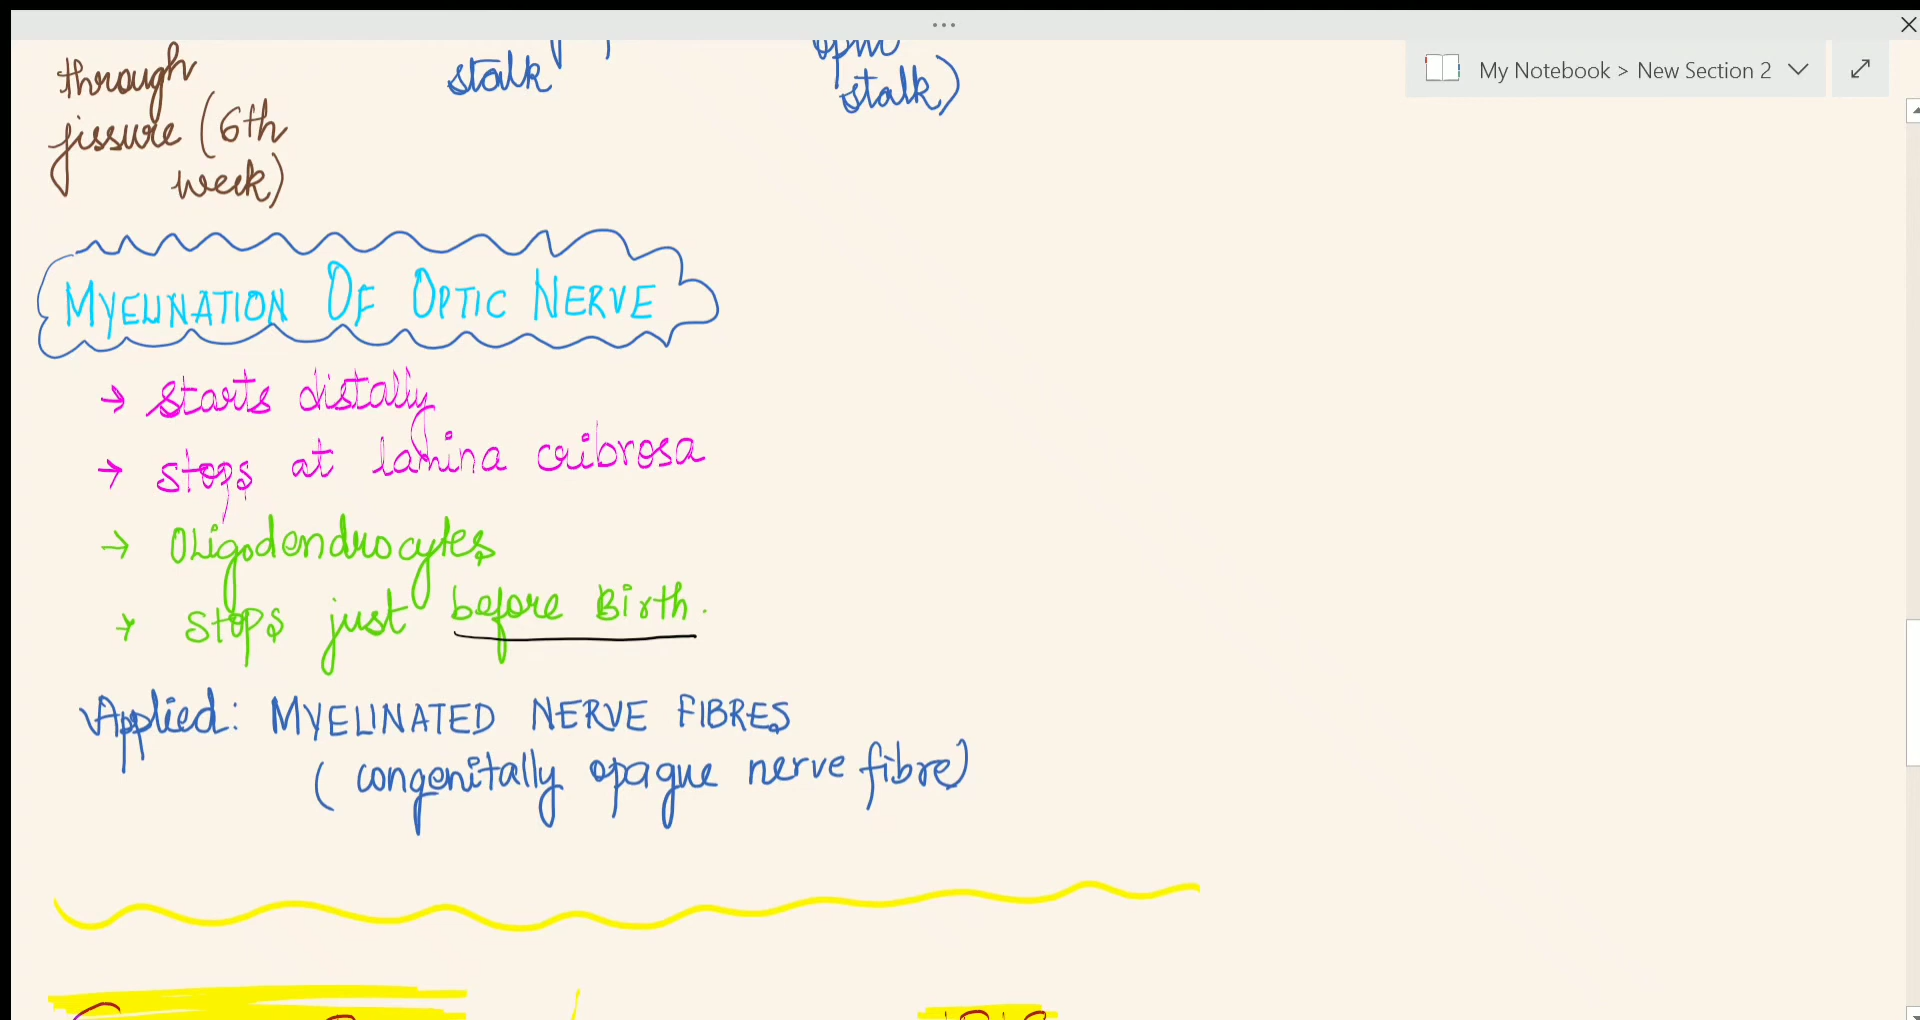 My Notebook > New Section 2
through
fissure (6th
week)
stalk
stalk)
MYELINATION OF OPTIC NERVE
→ starts distally
→ stops at lamina cribrosa
→ Oligodendrocytes
→ stops just before Birth.
Applied: MYELINATED NERVE FIBRES
(congenitally opaque nerve fibre)